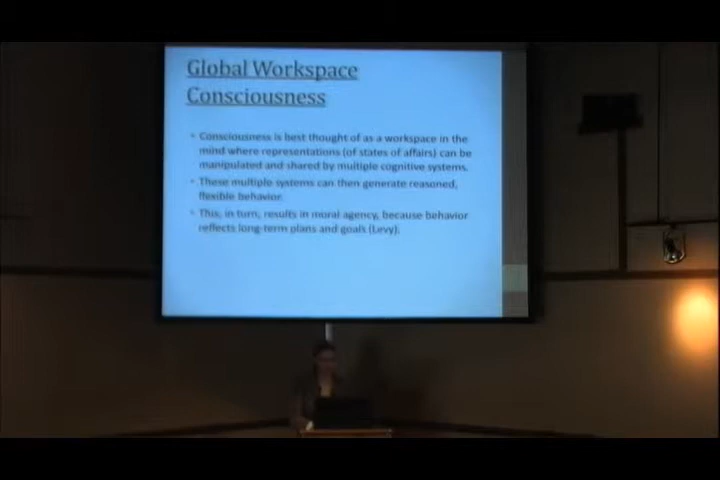 Global Workspace
Consciousness
• Consciousness is best thought of as a workspace in the
mind where representations (of states of affairs) can be
manipulated and shared by multiple cognitive systems.
• These multiple systems can then generate reasoned,
flexible behavior.
• This, in turn, results in moral agency, because behavior
reflects long-term plans and goals (Levy).